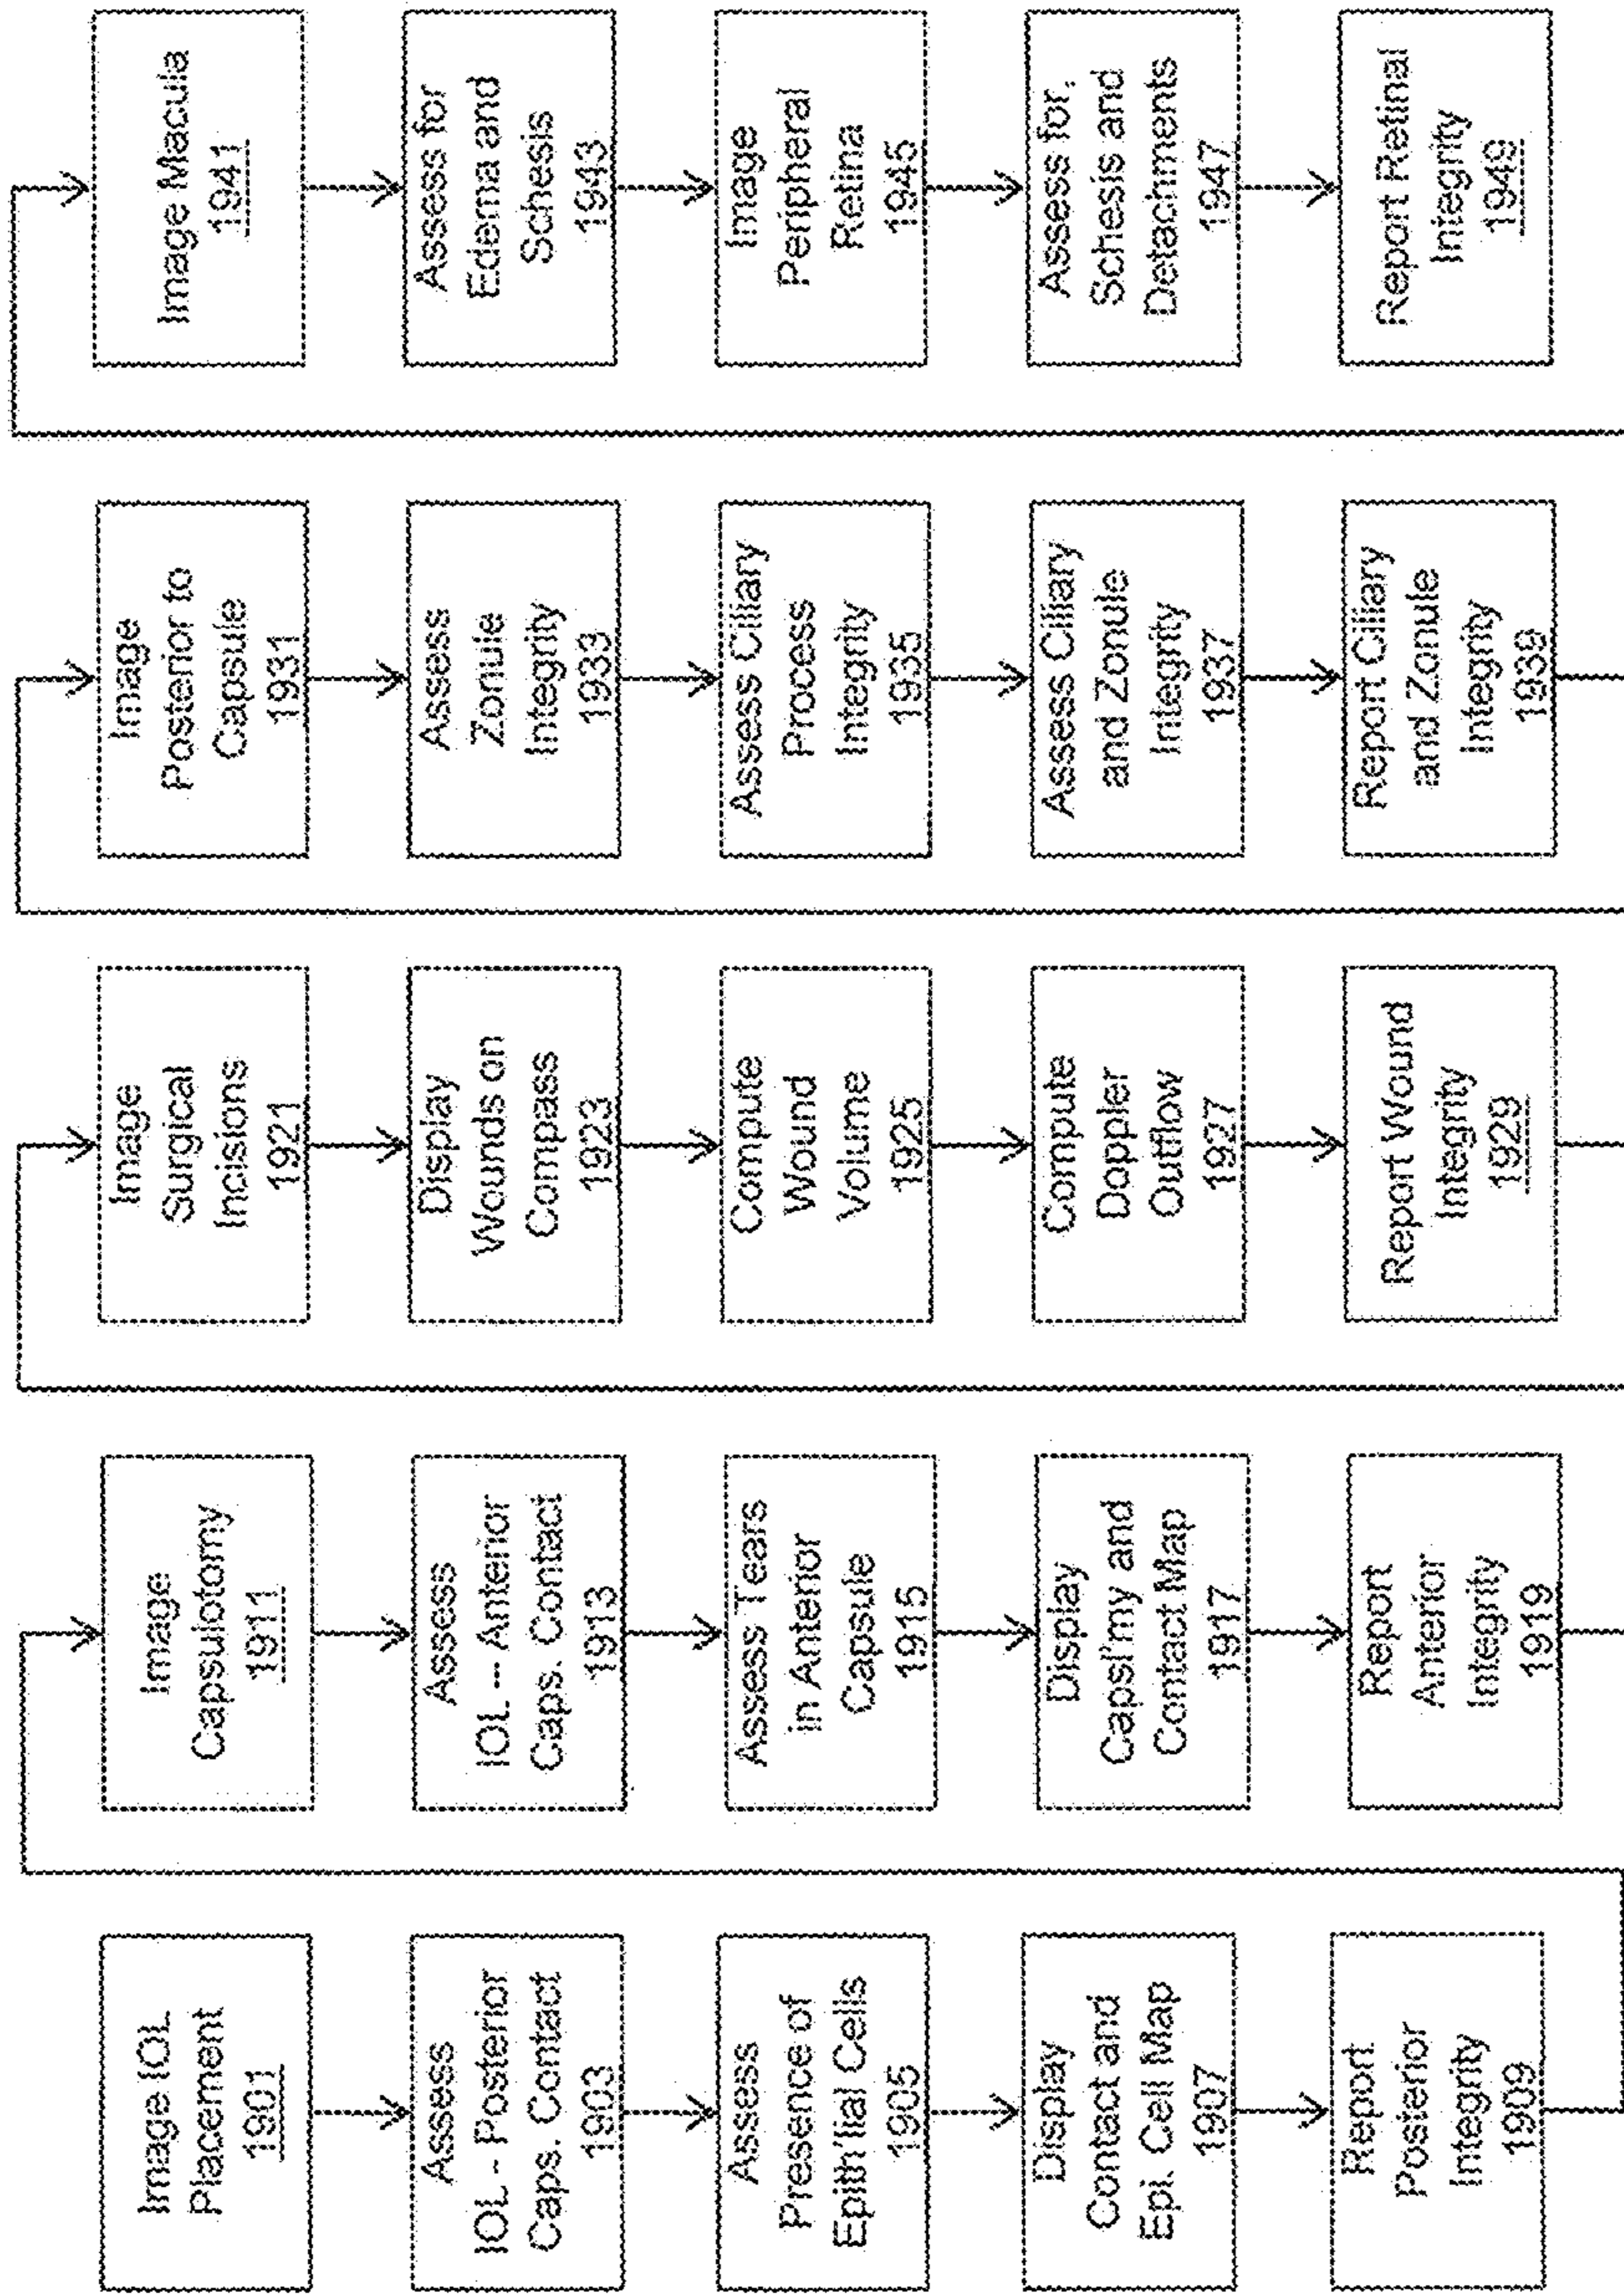 Image IOL
Placement
1901
Assess
IOL - Posterior
Caps. Contact
1903
Assess
Presence of
Epith'lial Cells
1905
Display
Contact and
Epi. Cell Map
1907
Report
Posterior
Integrity
1909
Image
Capsulotomy
1911
Assess
IOL -- Anterior
Caps. Contact
1913
Assess Tears
in Anterior
Capsule
1915
Display
Capsl'my and
Contact Map
1917
Report
Anterior
Integrity
1919
Image
Surgical
Incisions
1921
Display
Wounds on
Compass
1923
Compute
Wound
Volume
1925
Compute
Doppler
Outflow
1927
Report Wound
Integrity
1929
Image
Posterior to
Capsule
1931
Assess
Zonule
Integrity
1933
Assess Ciliary
Process
Integrity
1935
Assess Ciliary
and Zonule
Integrity
1937
Report Ciliary
and Zonule
Integrity
1939
Image Macula
1941
Assess for
Edema and
Schesis
1943
Image
Peripheral
Retina
1945
Assess for.
Schesis and
Detachments
1947
Report Retinal
Integrity
1949